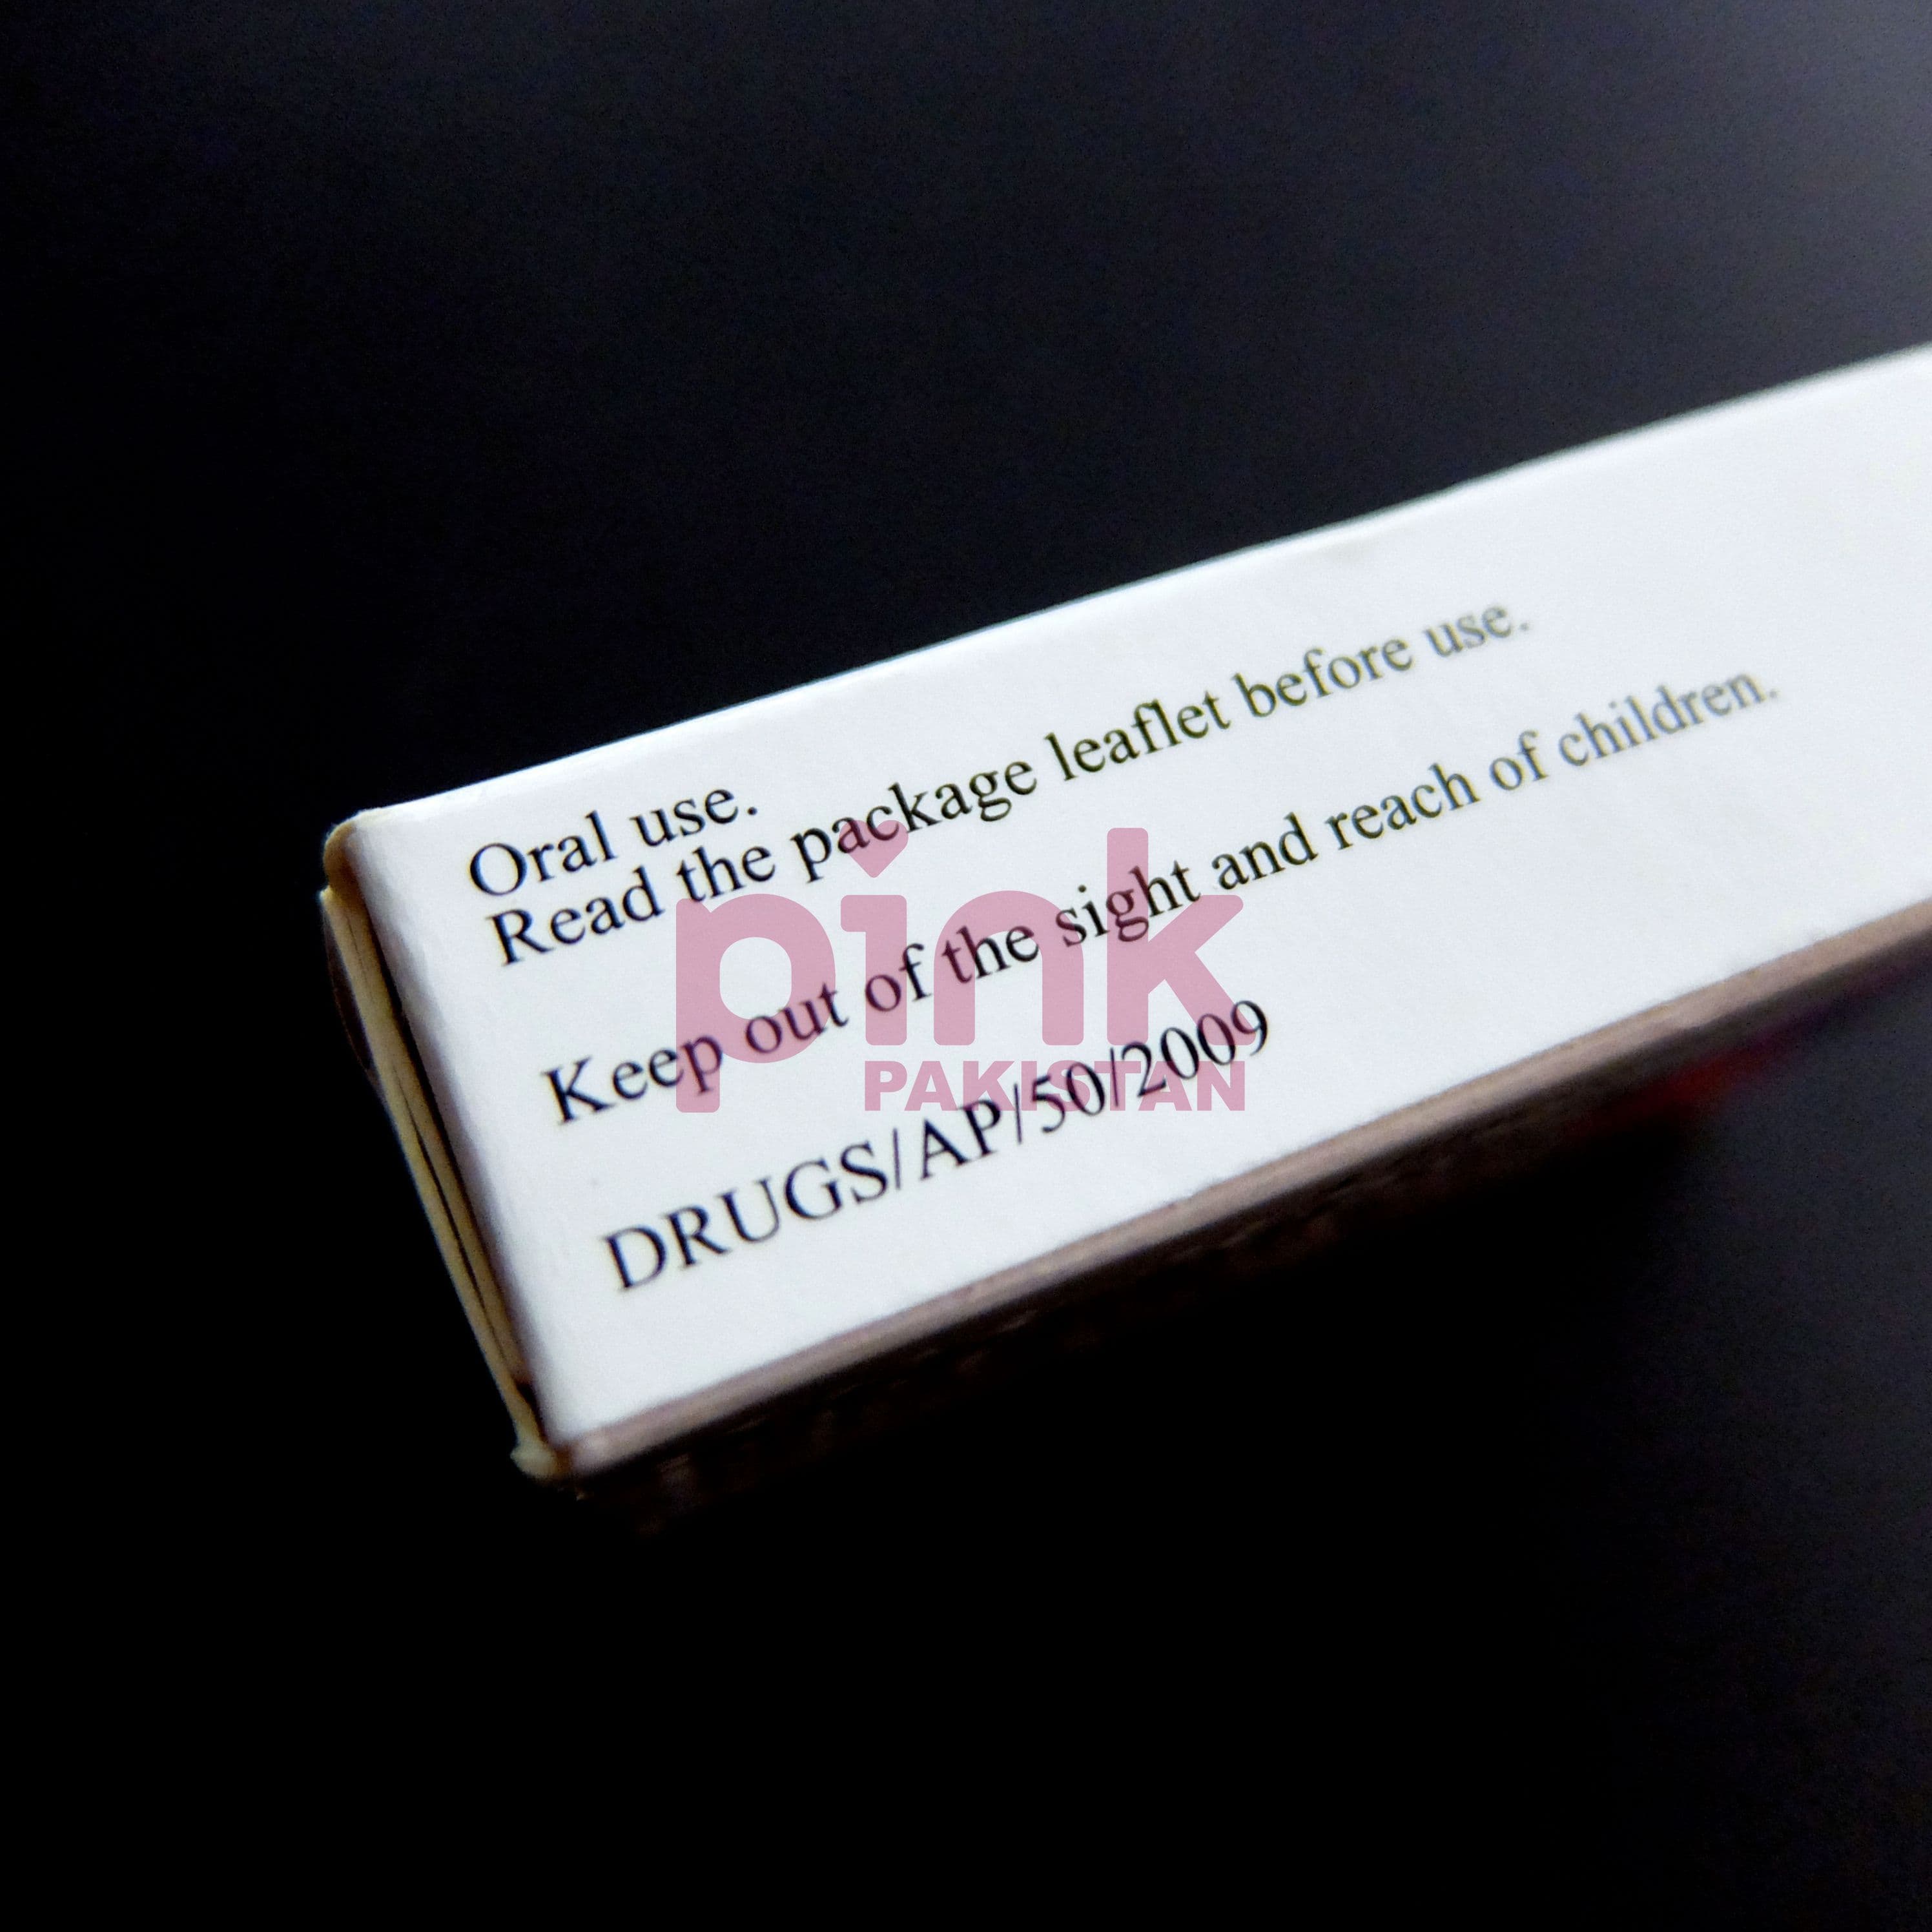 Oral use.
Read the package leaflet before use.
Keep out of the sight and reach of children.
DRUGS/AP/50/2009
pink
PAKISTAN